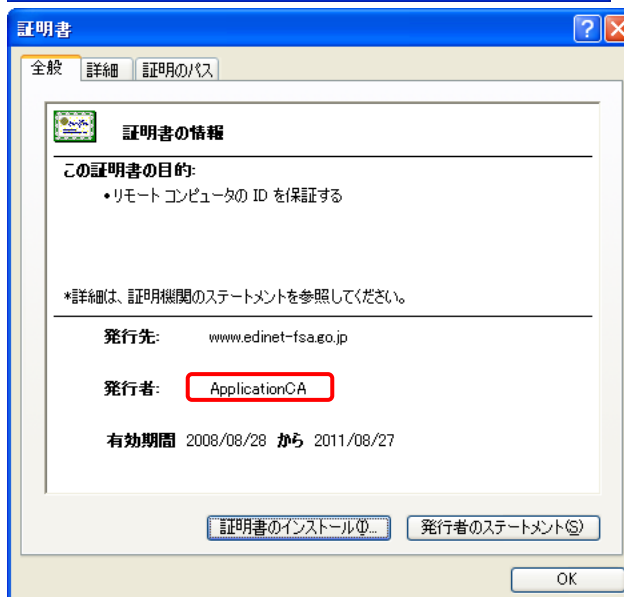 証明書
全般 詳細 証明のパス
証明書の情報
この証明書の目的:
•リモート コンピュータの ID を保証する
*詳細は、証明機関のステートメントを参照してください。
発行先: www.edinet-fsa.go.jp
発行者: ApplicationCA
有効期間 2008/08/28 から 2011/08/27
証明書のインストール(I)... 発行者のステートメント(S)
OK